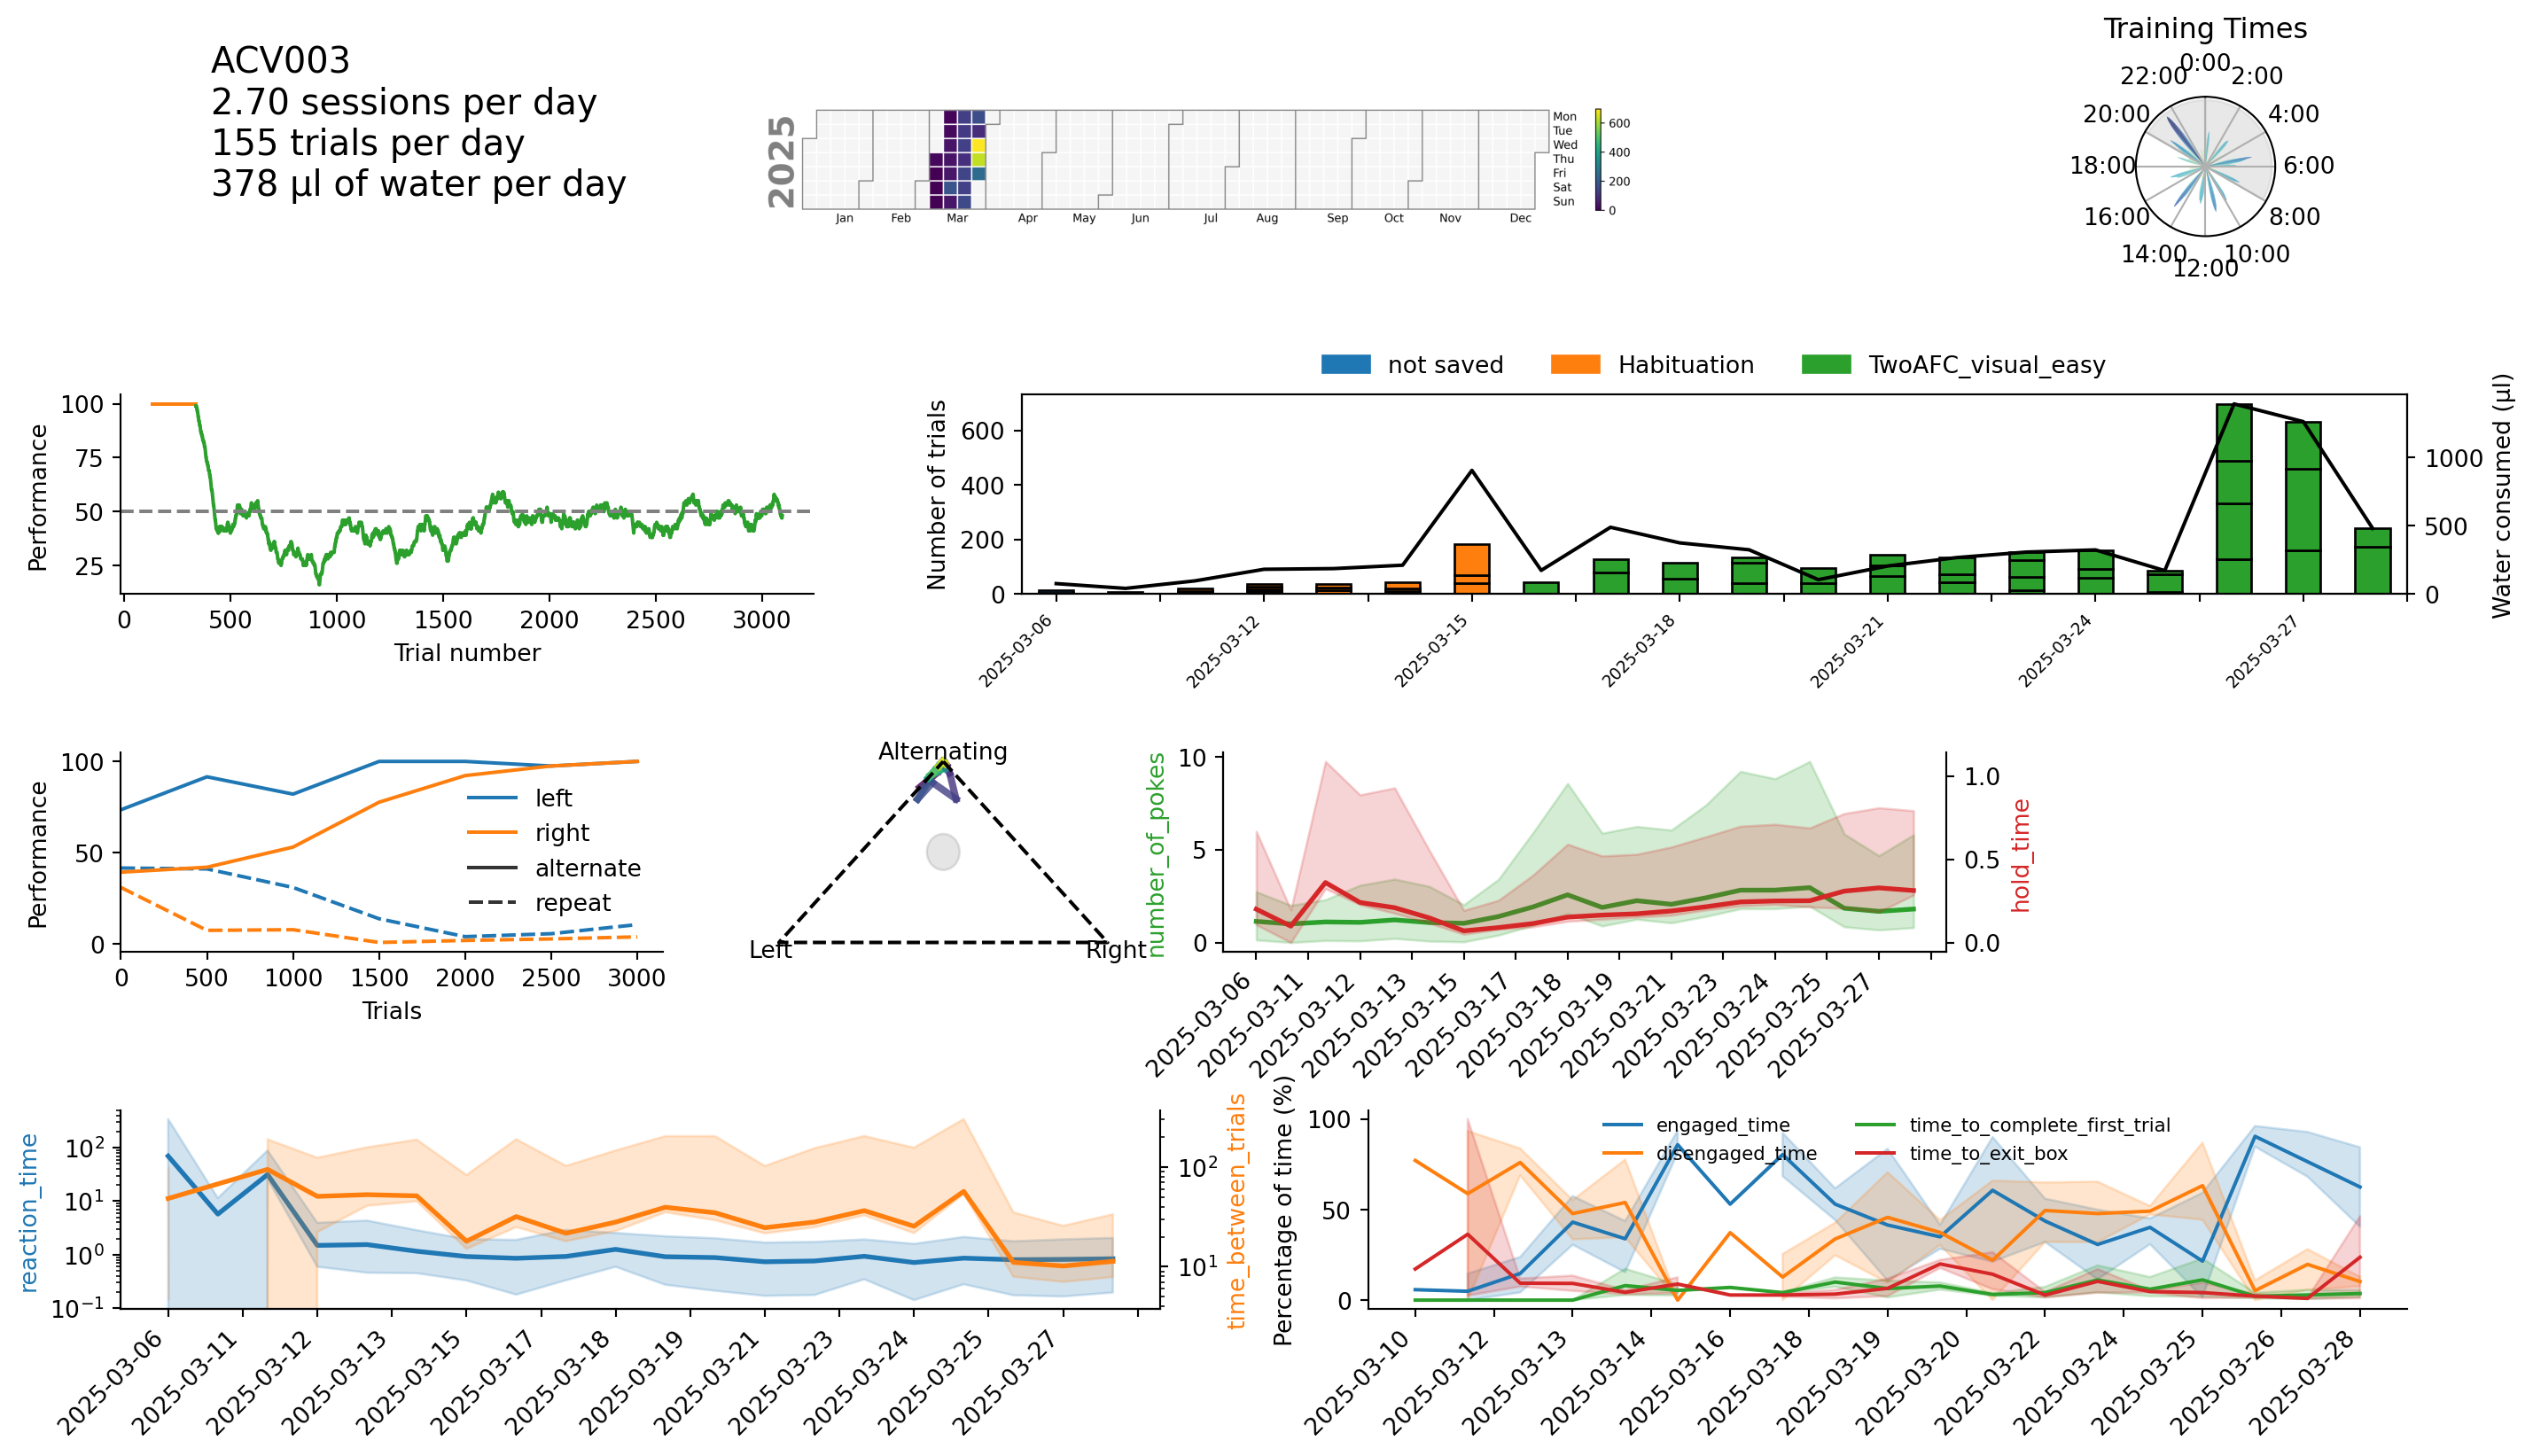 ACV003
2.70 sessions per day
155 trials per day
378 µl of water per day
2025
Jan Feb Mar Apr May Jun Jul Aug Sep Oct Nov Dec
Mon
Tue
Wed
Thu
Fri
Sat
Sun
600
400
200
0
Training Times
0:00
2:00
4:00
6:00
8:00
10:00
12:00
14:00
16:00
18:00
20:00
22:00
Performance
100
75
50
25
0 500 1000 1500 2000 2500 3000
Trial number
not saved Habituation TwoAFC_visual_easy
Number of trials
600
400
200
0
Water consumed (µl)
1000
500
0
2025-03-06 2025-03-12 2025-03-15 2025-03-18 2025-03-21 2025-03-24 2025-03-27
Performance
100
50
0
left
right
alternate
repeat
0 500 1000 1500 2000 2500 3000
Trials
Alternating
Left Right
number_of_pokes
10
5
0
hold_time
1.0
0.5
0.0
2025-03-06 2025-03-11 2025-03-12 2025-03-13 2025-03-15 2025-03-17 2025-03-18 2025-03-19 2025-03-21 2025-03-23 2025-03-24 2025-03-25 2025-03-27
reaction_time
10²
10¹
10⁰
10⁻¹
time_between_trials
10²
10¹
2025-03-06 2025-03-11 2025-03-12 2025-03-13 2025-03-15 2025-03-17 2025-03-18 2025-03-19 2025-03-21 2025-03-23 2025-03-24 2025-03-25 2025-03-27
Percentage of time (%)
100
50
0
engaged_time
disengaged_time
time_to_complete_first_trial
time_to_exit_box
2025-03-10 2025-03-12 2025-03-13 2025-03-14 2025-03-16 2025-03-18 2025-03-19 2025-03-20 2025-03-22 2025-03-24 2025-03-25 2025-03-26 2025-03-28